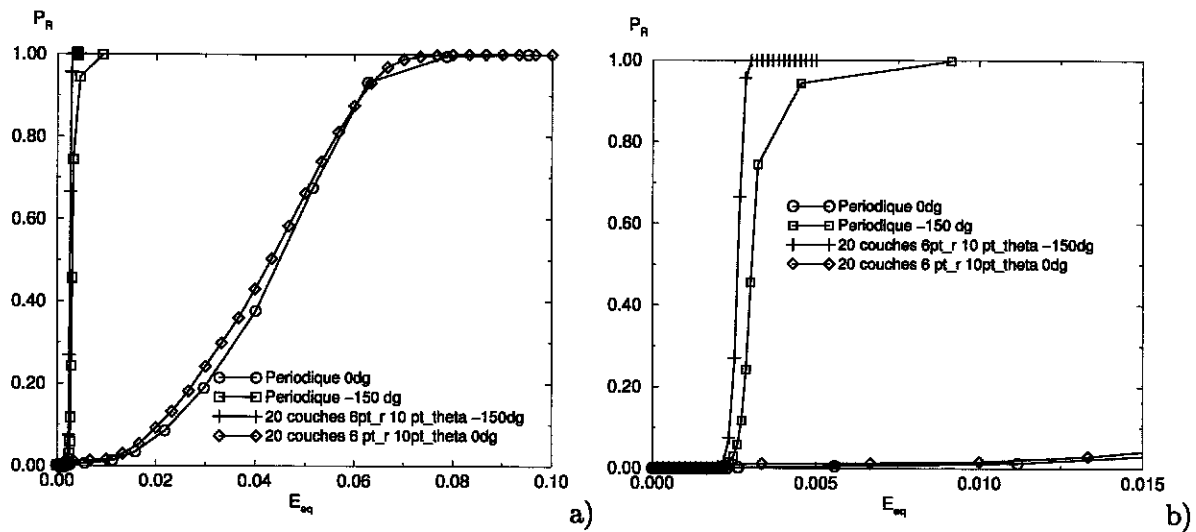 P_R
1.00
0.80
0.60
0.40
0.20
0.00
Periodique 0dg
Periodique -150 dg
20 couches 6pt_r 10 pt_theta -150dg
20 couches 6 pt_r 10pt_theta 0dg
0.00 0.02 0.04 0.06 0.08 0.10
E_eq
a)
P_R
1.00
0.80
0.60
0.40
0.20
0.00
Periodique 0dg
Periodique -150 dg
20 couches 6pt_r 10 pt_theta -150dg
20 couches 6 pt_r 10pt_theta 0dg
0.000 0.005 0.010 0.015
E_eq
b)